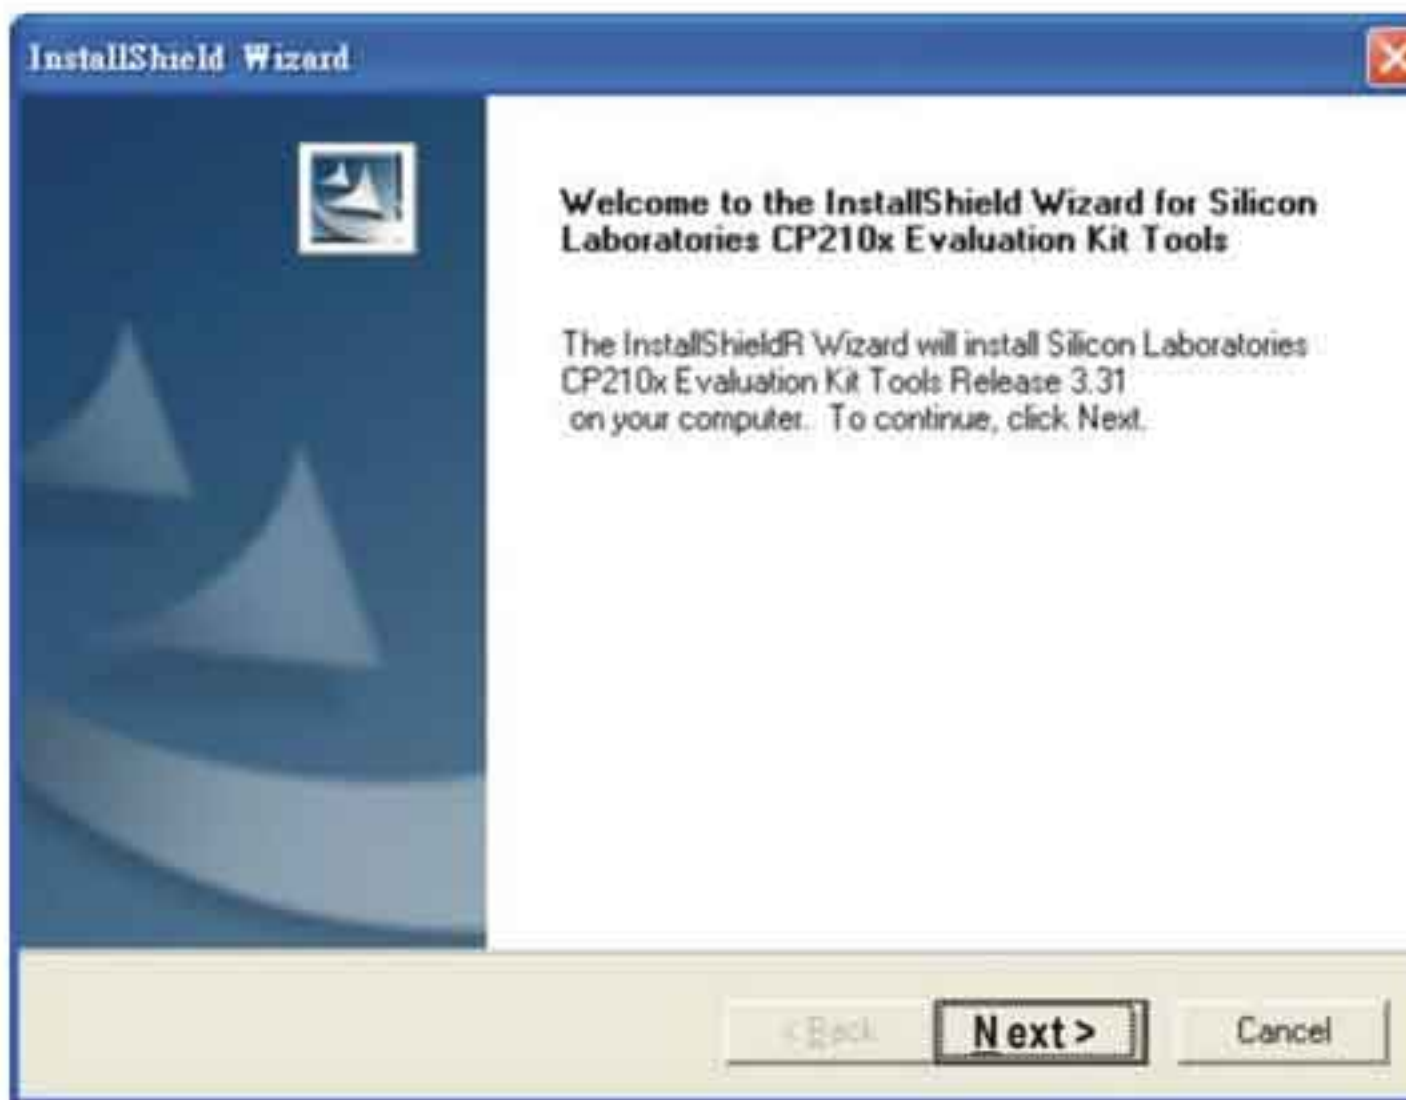 InstallShield Wizard
Welcome to the InstallShield Wizard for Silicon
Laboratories CP210x Evaluation Kit Tools
The InstallShieldR Wizard will install Silicon Laboratories
CP210x Evaluation Kit Tools Release 3.31
on your computer. To continue, click Next.
< Back
Next >
Cancel